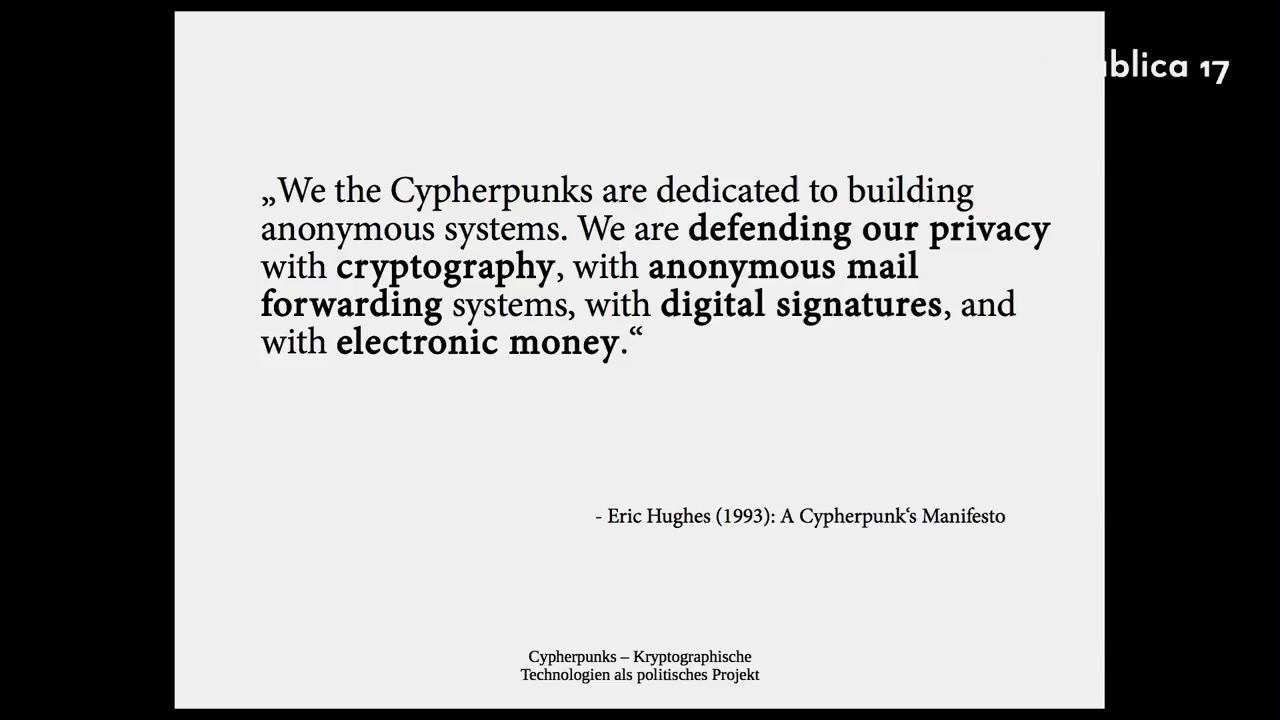 ublica 17
„We the Cypherpunks are dedicated to building
anonymous systems. We are defending our privacy
with cryptography, with anonymous mail
forwarding systems, with digital signatures, and
with electronic money.“
- Eric Hughes (1993): A Cypherpunk‘s Manifesto
Cypherpunks – Kryptographische
Technologien als politisches Projekt